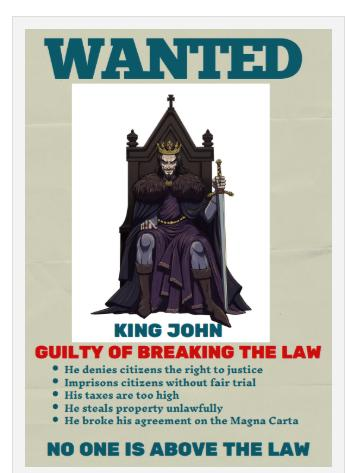 WANTED
KING JOHN
GUILTY OF BREAKING THE LAW
• He denies citizens the right to justice
• Imprisons citizens without fair trial
• His taxes are too high
• He steals property unlawfully
• He broke his agreement on the Magna Carta
NO ONE IS ABOVE THE LAW